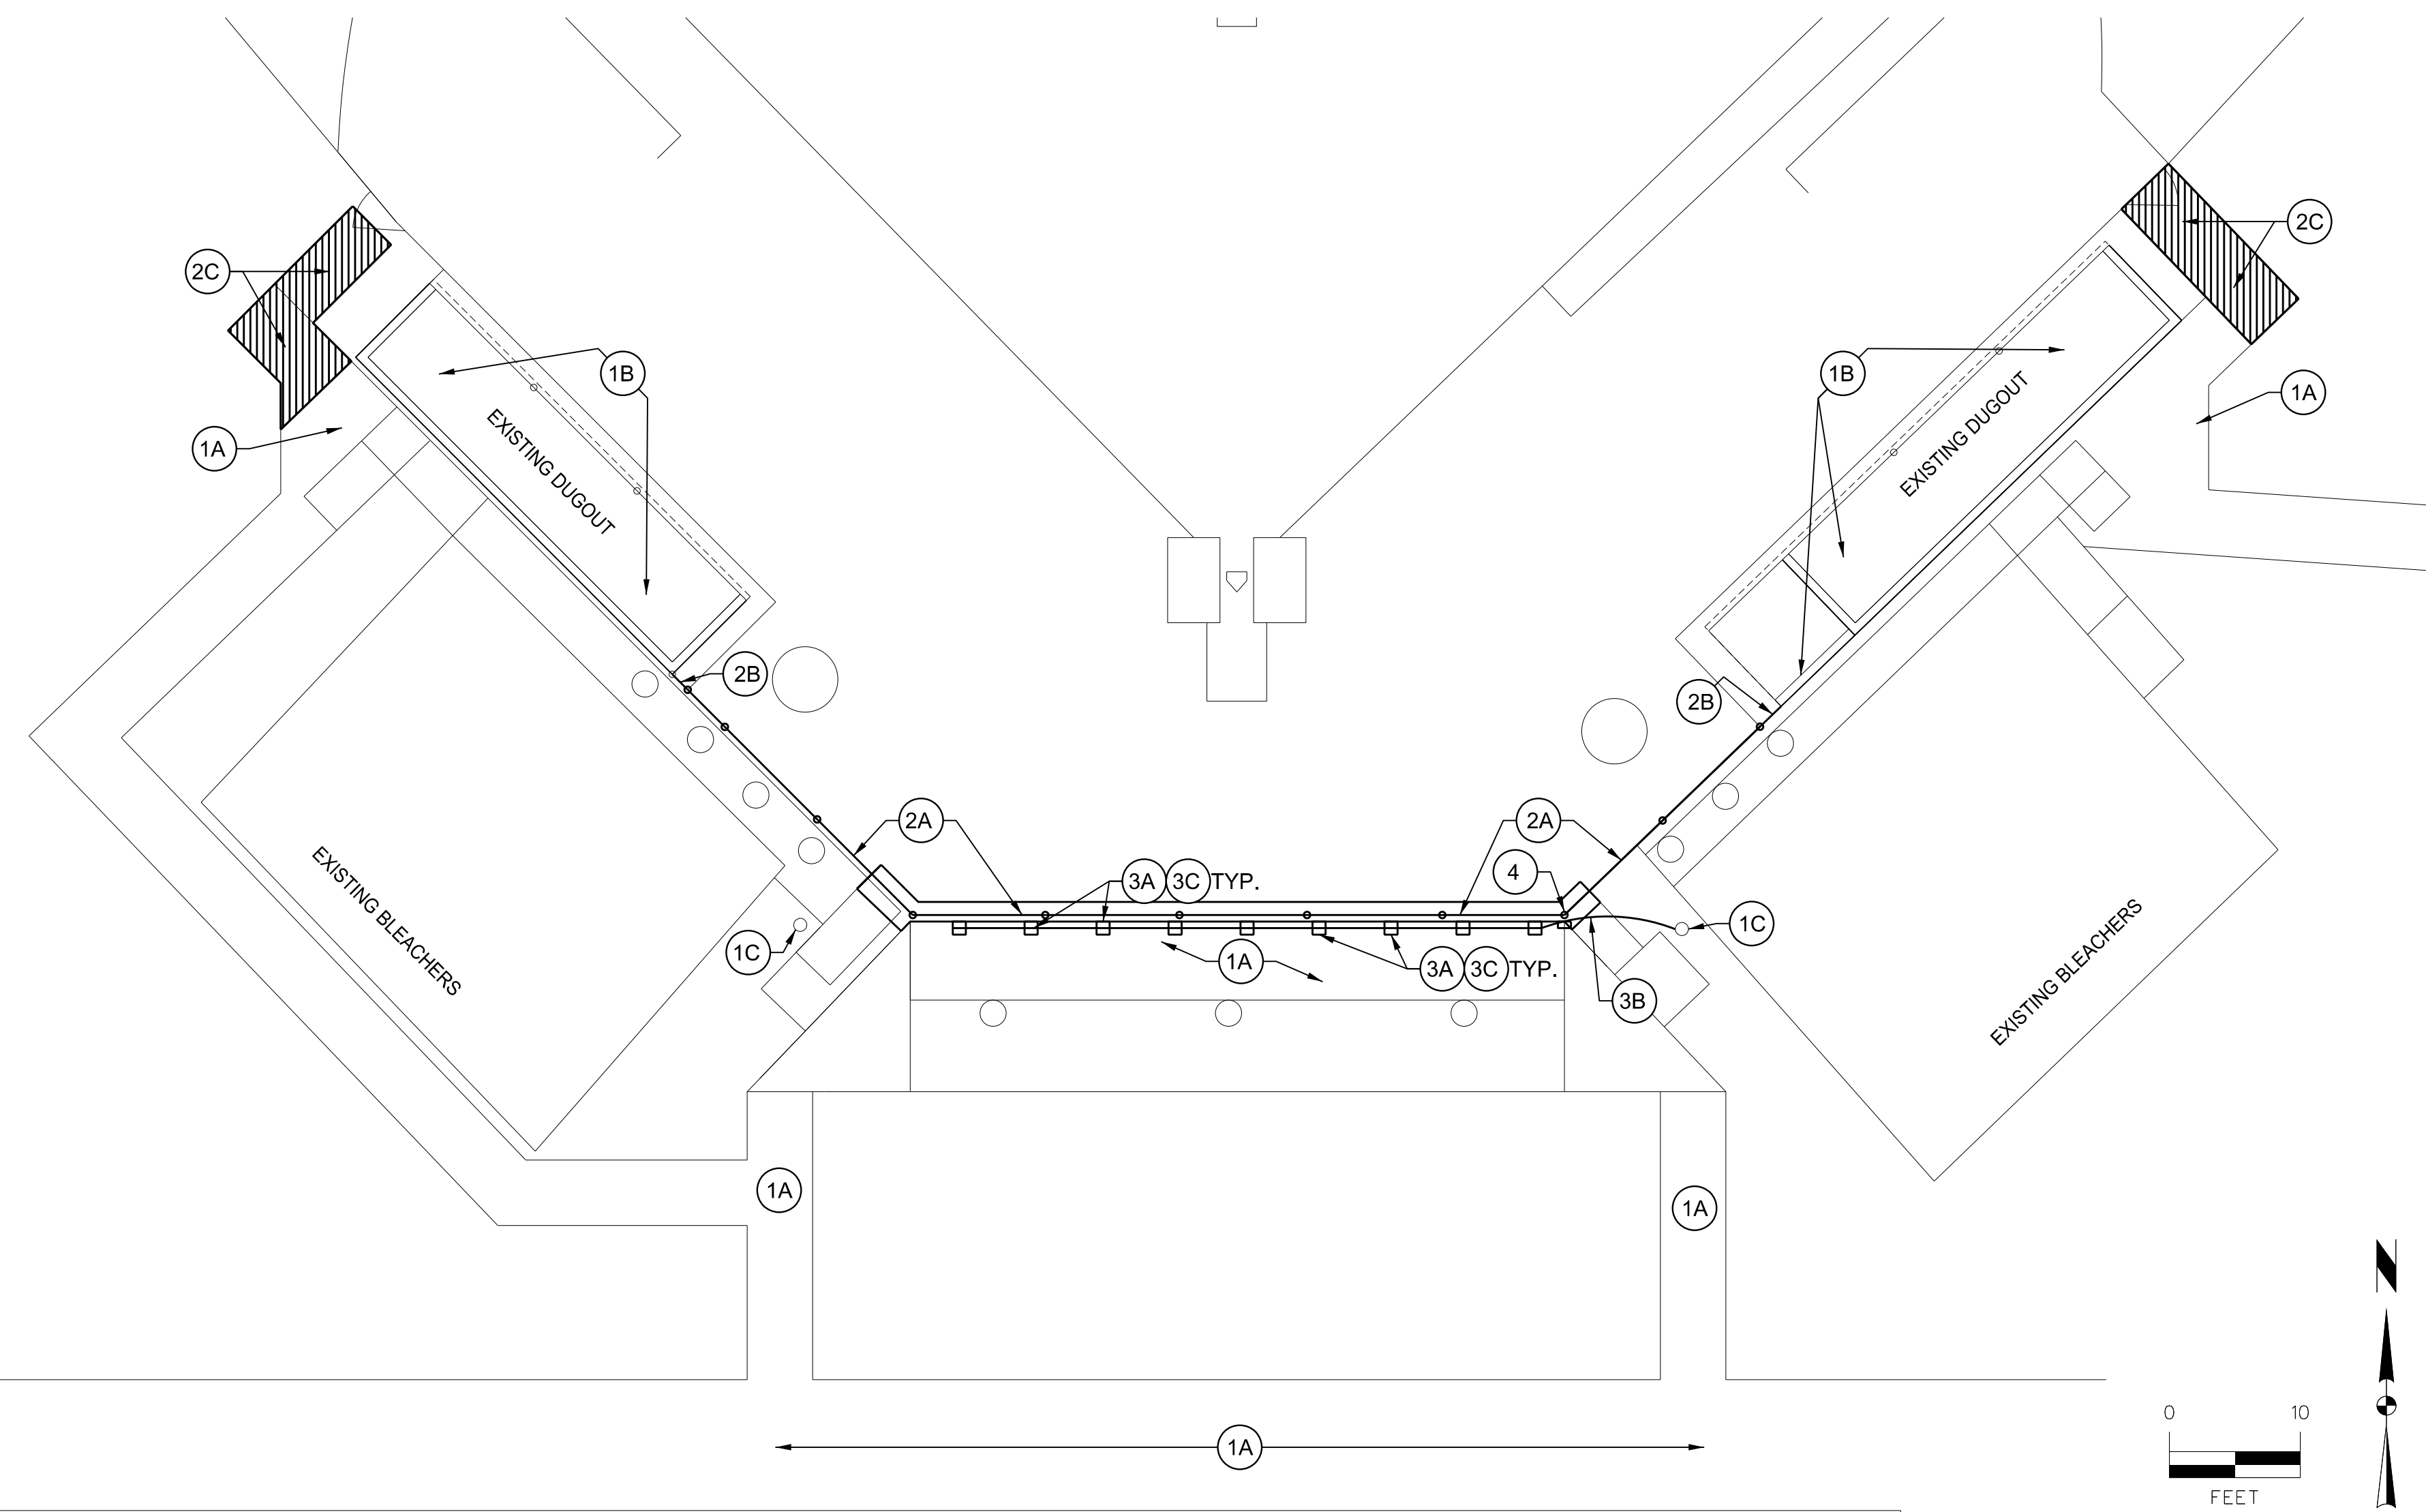 2C
2C
1B
1B
EXISTING DUGOUT
EXISTING DUGOUT
1A
1A
2B
2B
2A
2A
4
3A 3C TYP.
EXISTING BLEACHERS
EXISTING BLEACHERS
1C
1C
1A
3A 3C TYP.
3B
1A
1A
N
0 10
FEET
1A